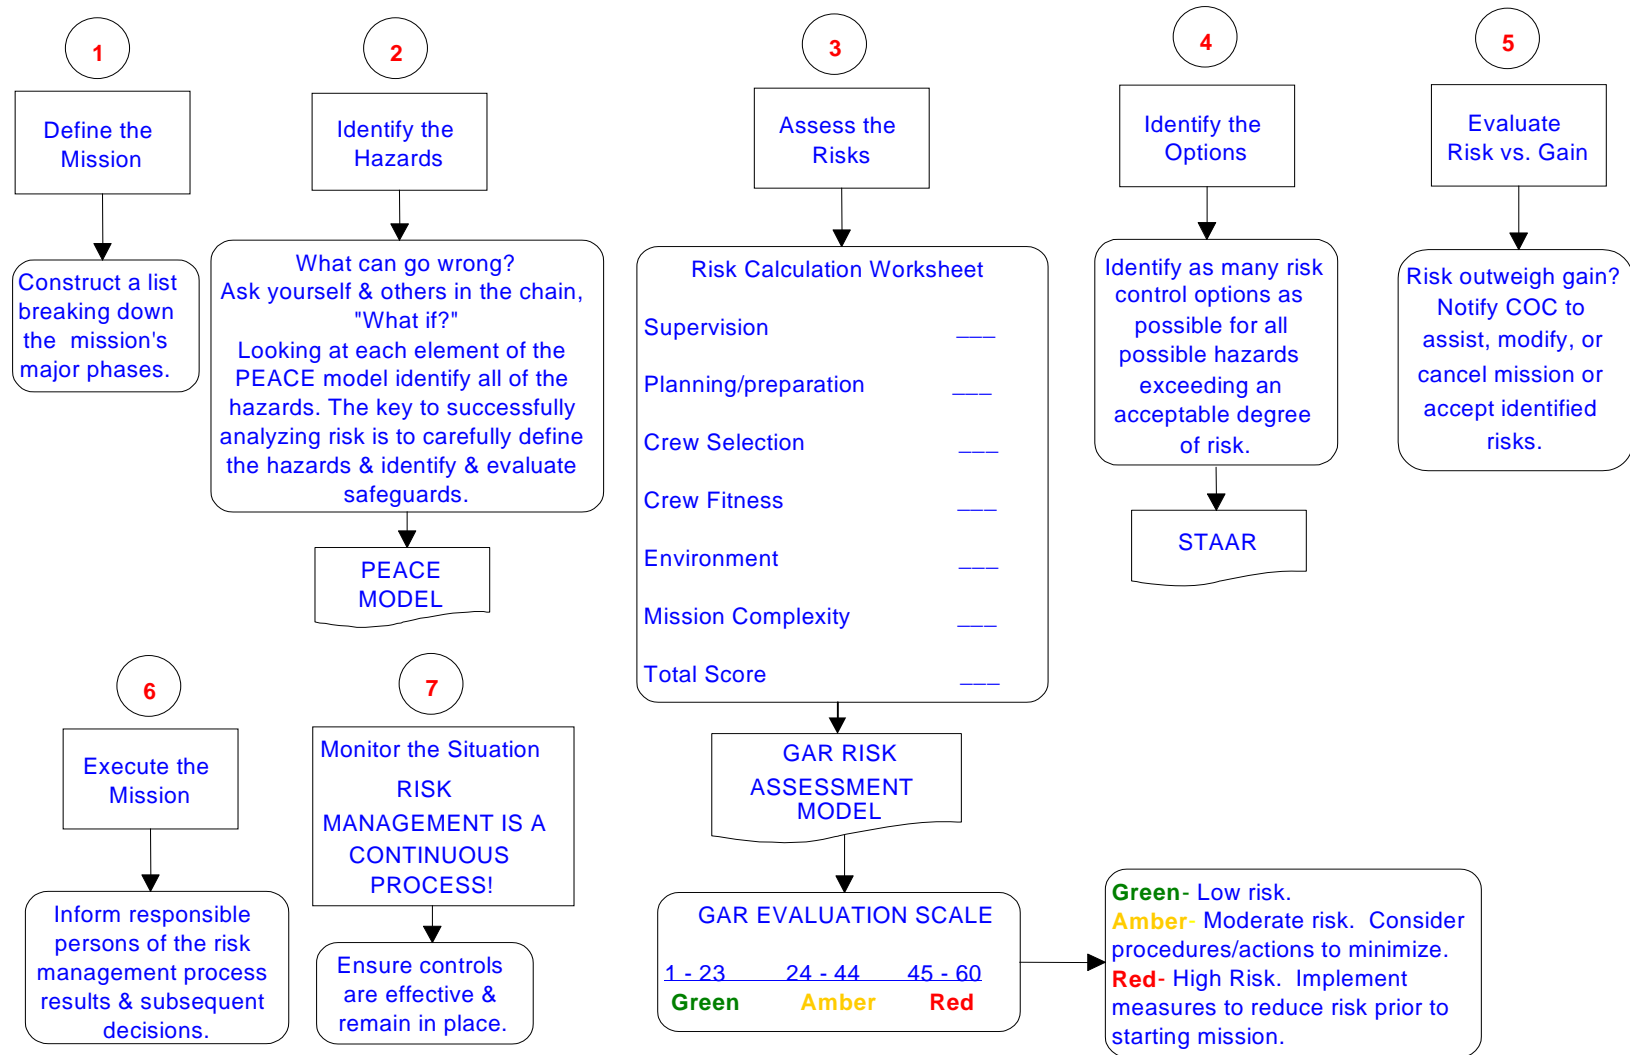 1
Define the
Mission
Construct a list
breaking down
the mission's
major phases.
2
Identify the
Hazards
What can go wrong?
Ask yourself & others in the chain,
"What if?"
Looking at each element of the
PEACE model identify all of the
hazards. The key to successfully
analyzing risk is to carefully define
the hazards & identify & evaluate
safeguards.
PEACE
MODEL
3
Assess the
Risks
Risk Calculation Worksheet
Supervision ___
Planning/preparation ___
Crew Selection ___
Crew Fitness ___
Environment ___
Mission Complexity ___
Total Score ___
GAR RISK
ASSESSMENT
MODEL
GAR EVALUATION SCALE
1 - 23 24 - 44 45 - 60
Green Amber Red
Green- Low risk.
Amber- Moderate risk. Consider
procedures/actions to minimize.
Red- High Risk. Implement
measures to reduce risk prior to
starting mission.
4
Identify the
Options
Identify as many risk
control options as
possible for all
possible hazards
exceeding an
acceptable degree
of risk.
STAAR
5
Evaluate
Risk vs. Gain
Risk outweigh gain?
Notify COC to
assist, modify, or
cancel mission or
accept identified
risks.
6
Execute the
Mission
Inform responsible
persons of the risk
management process
results & subsequent
decisions.
7
Monitor the Situation
RISK
MANAGEMENT IS A
CONTINUOUS
PROCESS!
Ensure controls
are effective &
remain in place.